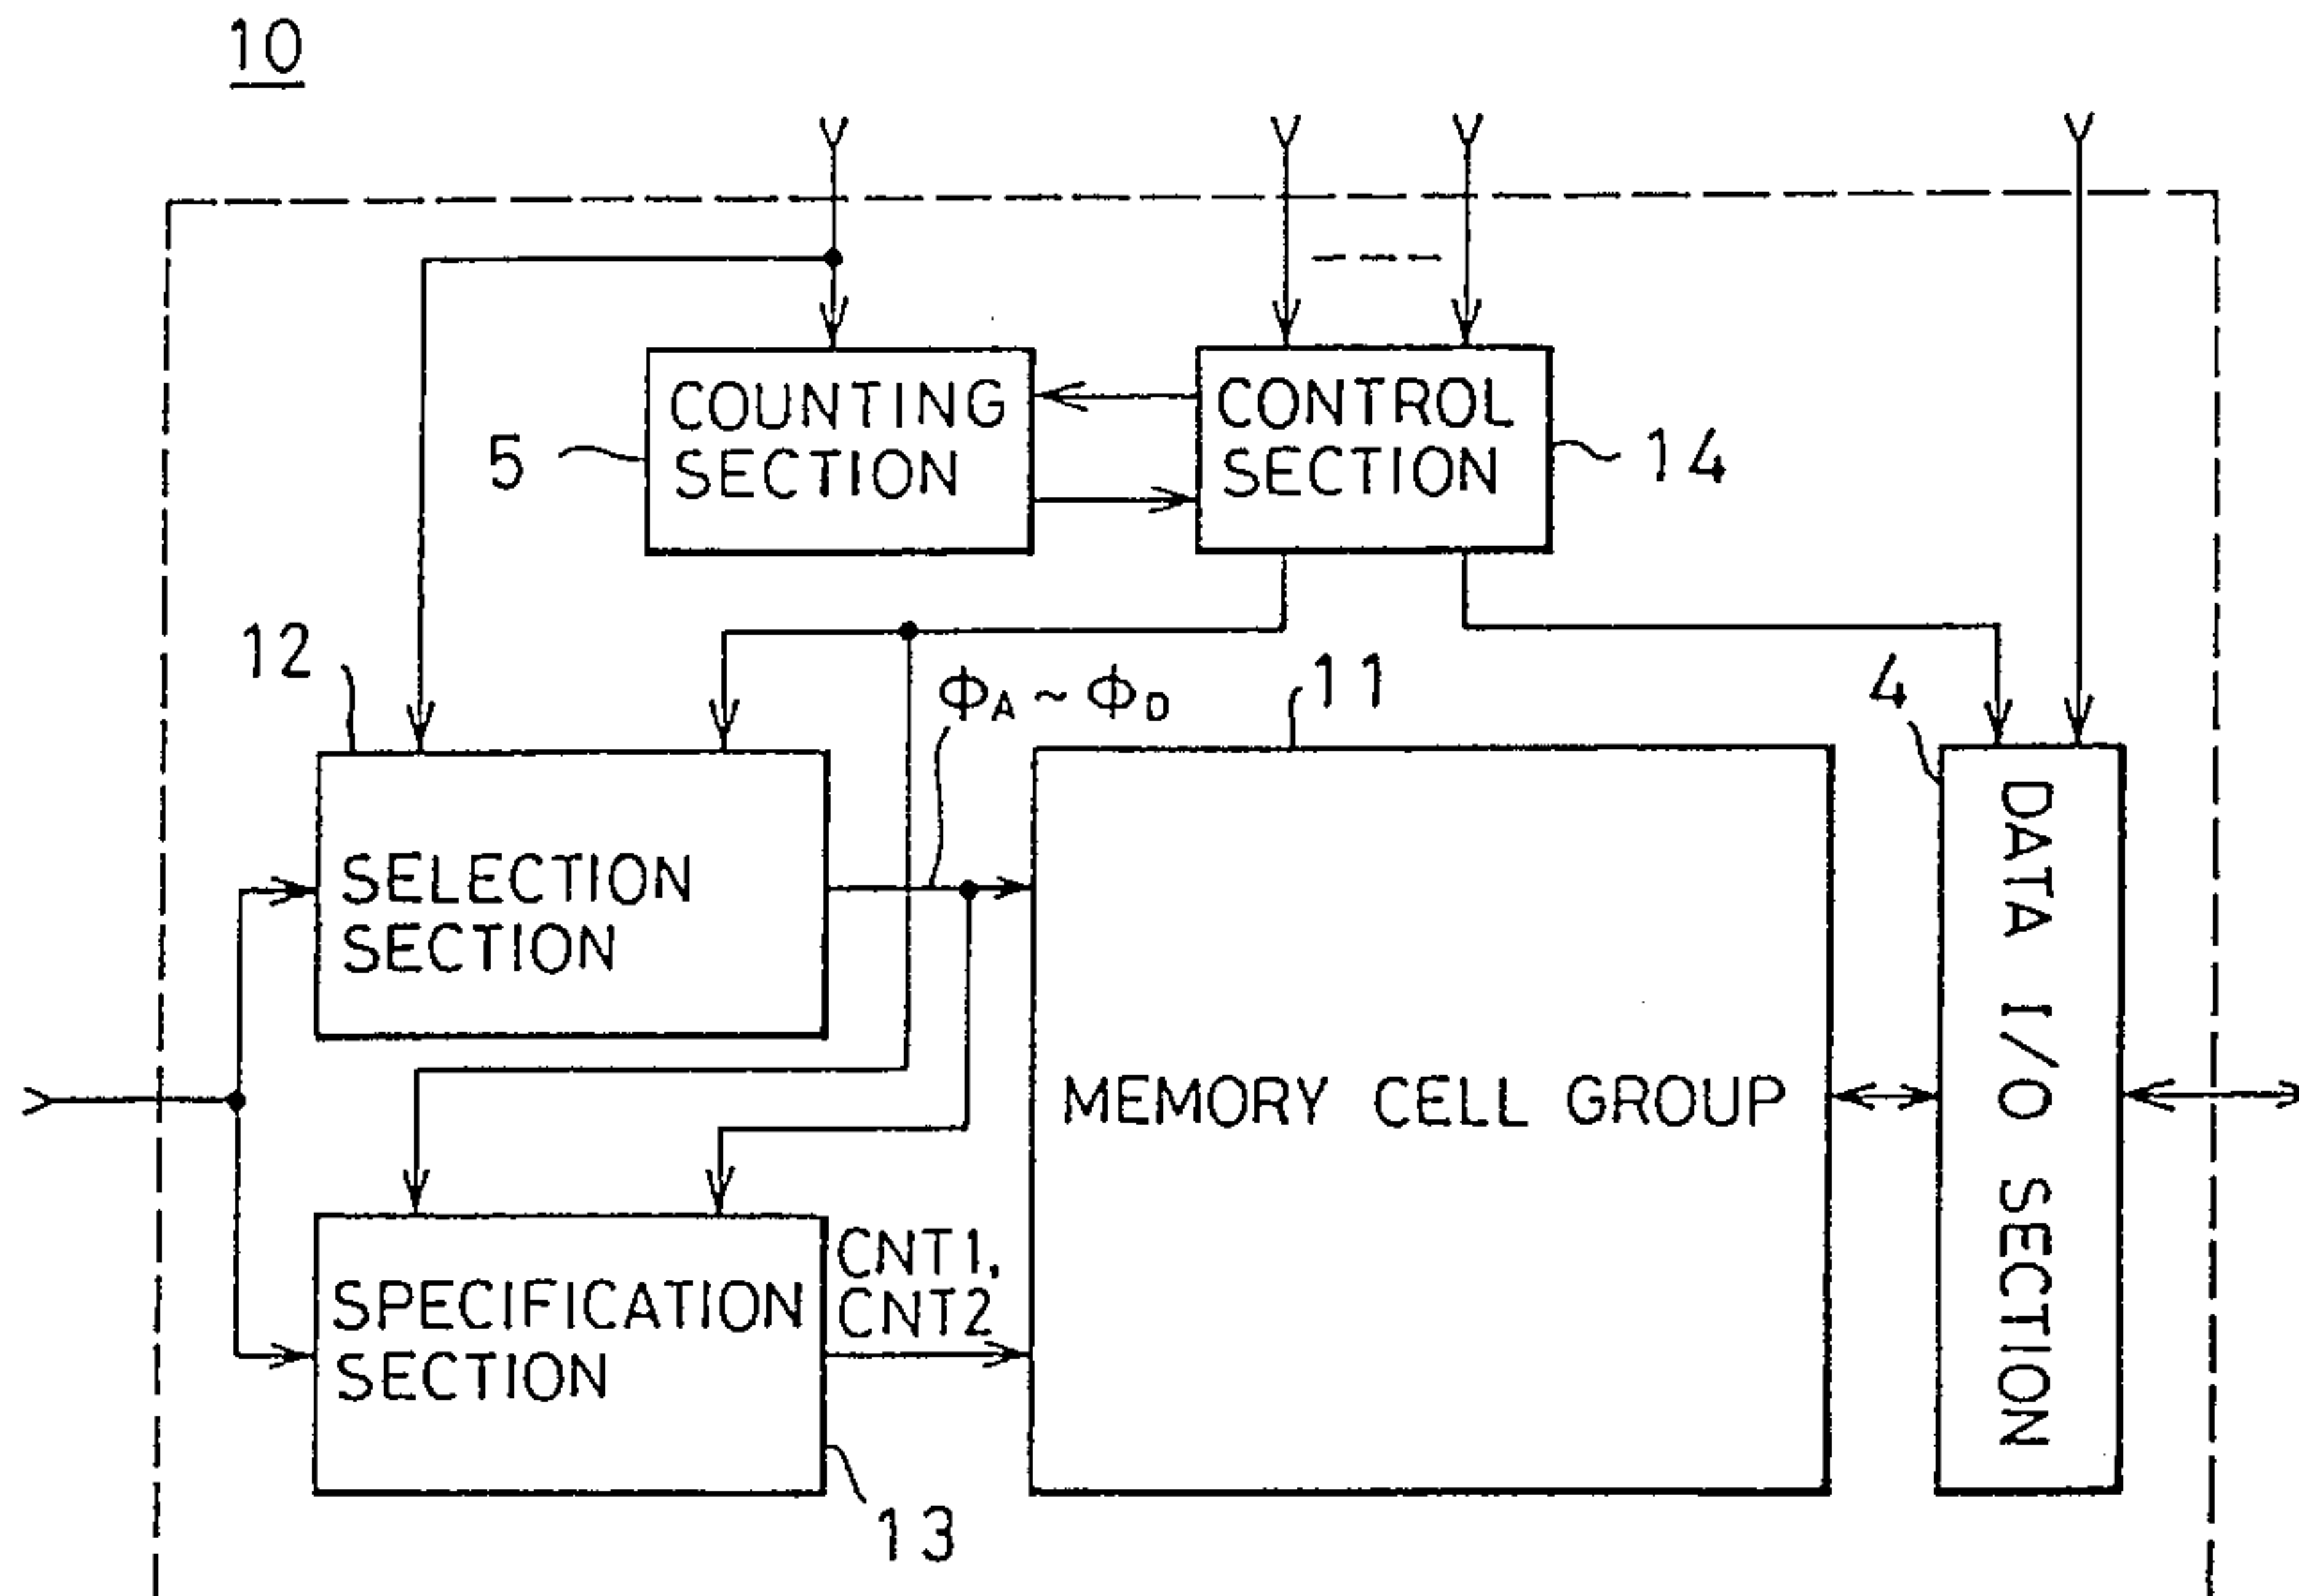 10
COUNTING
SECTION
5
CONTROL
SECTION
14
12
ΦA ~ ΦD
11
4
SELECTION
SECTION
MEMORY CELL GROUP
DATA I/O SECTION
SPECIFICATION
SECTION
CNT1,
CNT2
13